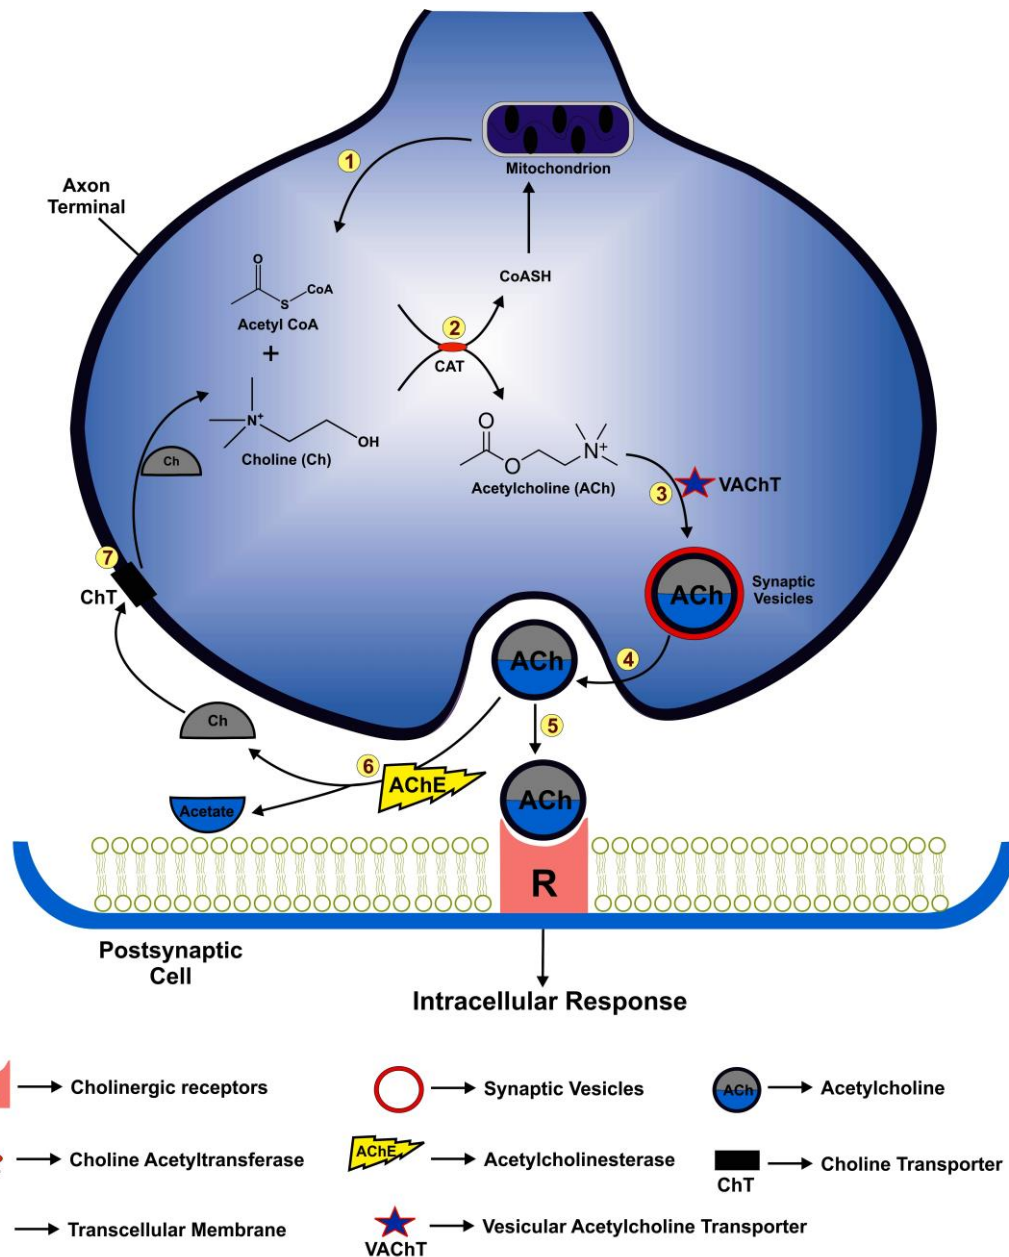 1
Mitochondrion
Axon
Terminal
O
S
CoA
Acetyl CoA
+
CoASH
2
CAT
N+
OH
Choline (Ch)
Ch
O
O
N+
Acetylcholine (ACh)
3
VAChT
7
ChT
ACh
Synaptic
Vesicles
ACh
4
5
Ch
6
AChE
Acetate
ACh
R
Postsynaptic
Cell
Intracellular Response
Cholinergic receptors
Synaptic Vesicles
ACh
Acetylcholine
Choline Acetyltransferase
AChE
Acetylcholinesterase
ChT
Choline Transporter
Transcellular Membrane
VAChT
Vesicular Acetylcholine Transporter